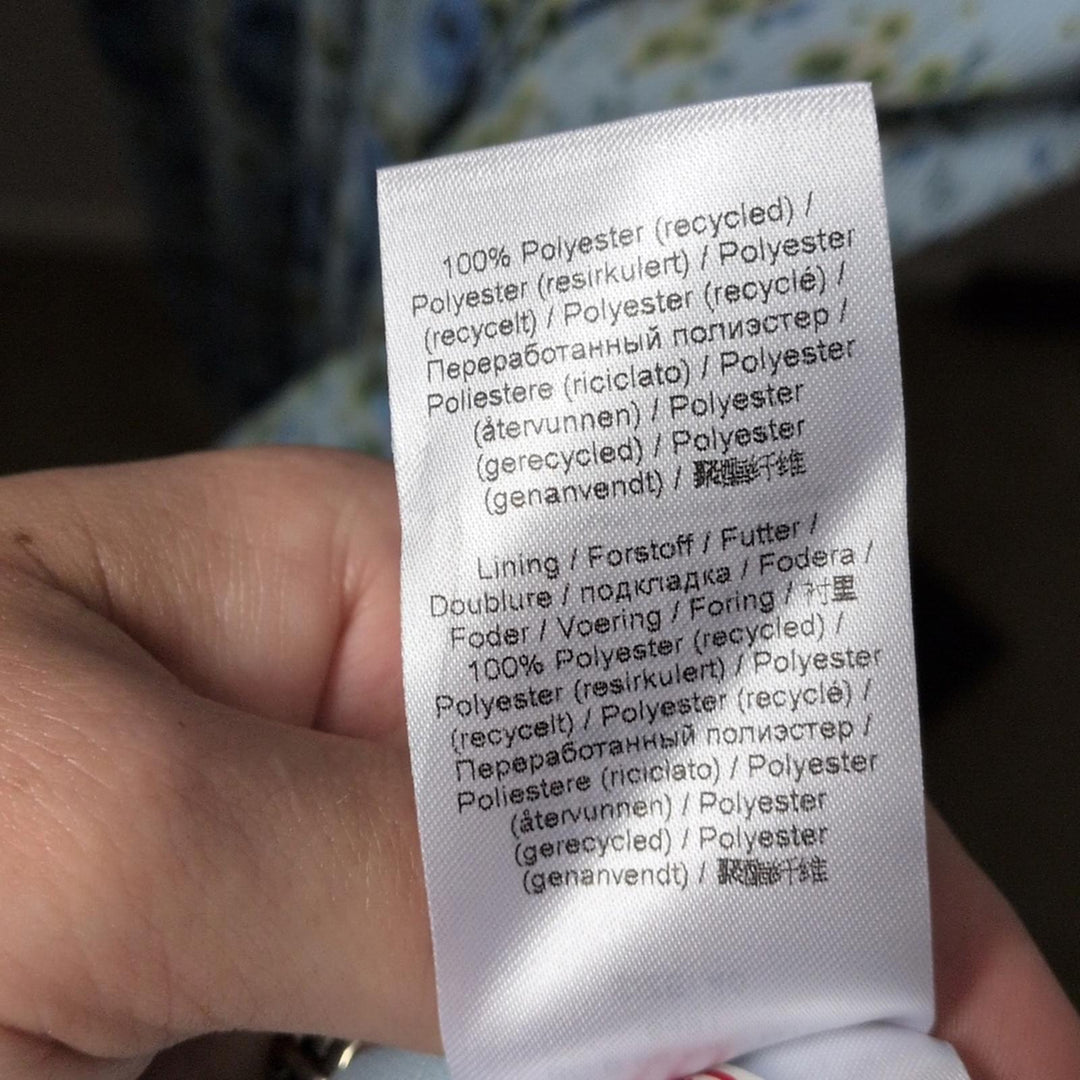 100% Polyester (recycled) /
Polyester (resirkulert) / Polyester
(recycelt) / Polyester (recyclé) /
Переработанный полиэстер /
Poliestere (riciclato) / Polyester
(återvunnen) / Polyester
(gerecycled) / Polyester
(genanvendt) / 聚酯纤维
Lining / Forstoff / Futter /
Doublure / подкладка / Fodera /
Foder / Voering / Foring / 衬里
100% Polyester (recycled) /
Polyester (resirkulert) / Polyester
(recycelt) / Polyester (recyclé) /
Переработанный полиэстер /
Poliestere (riciclato) / Polyester
(återvunnen) / Polyester
(gerecycled) / Polyester
(genanvendt) / 聚酯纤维